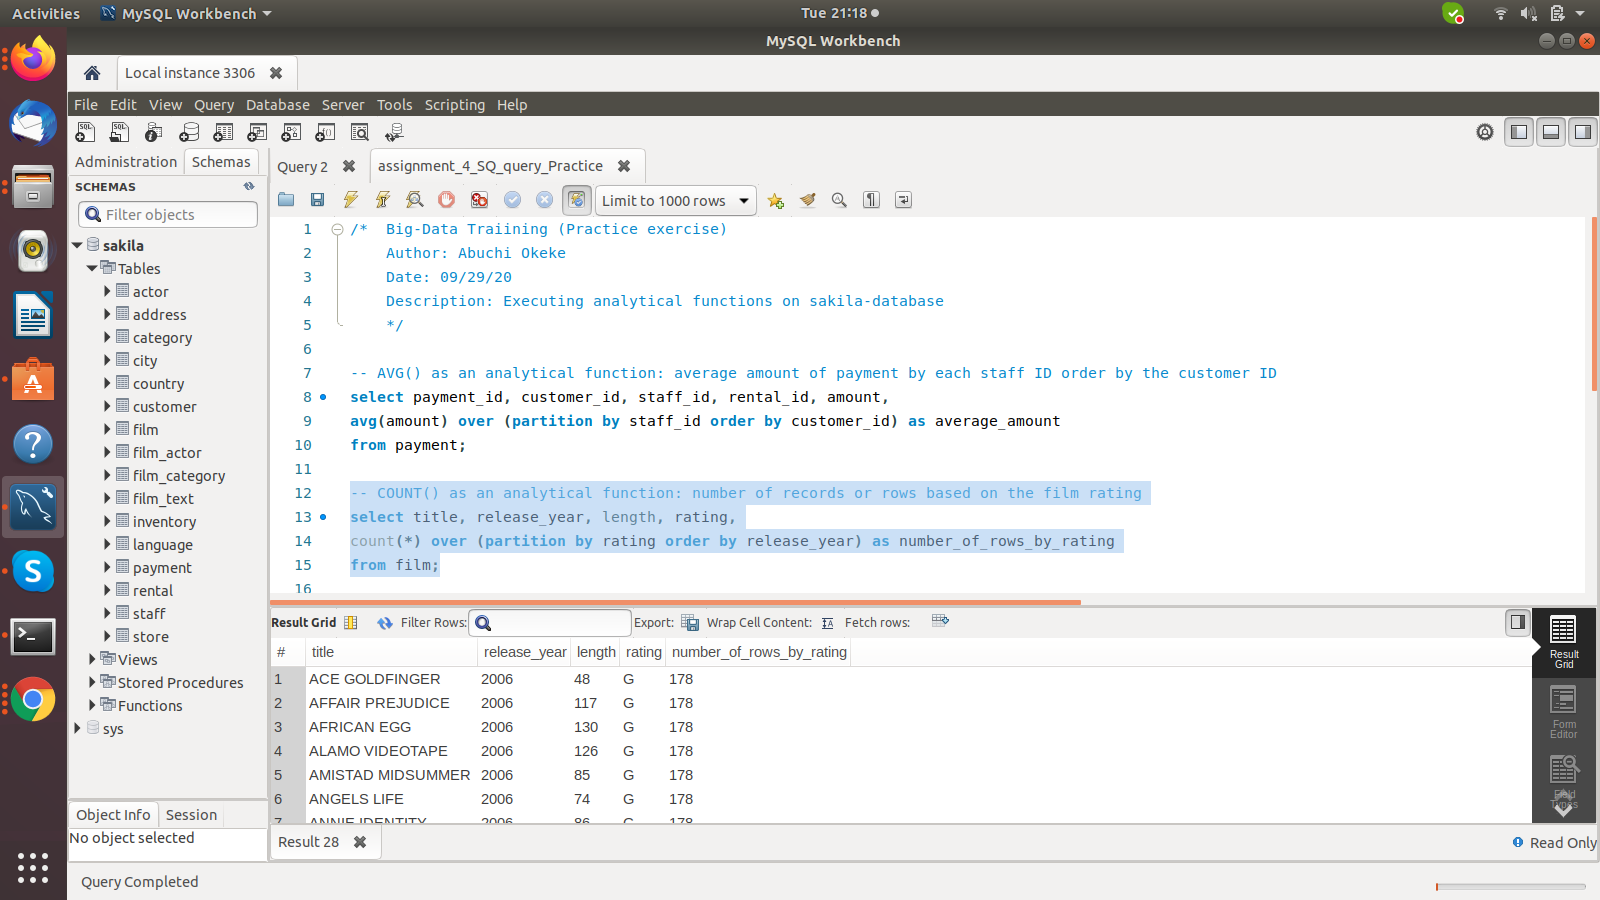 Activities MySQL Workbench Tue 21:18
MySQL Workbench
Local instance 3306
File Edit View Query Database Server Tools Scripting Help
Administration Schemas
SCHEMAS
Filter objects
sakila
Tables
actor
address
category
city
country
customer
film
film_actor
film_category
film_text
inventory
language
payment
rental
staff
store
Views
Stored Procedures
Functions
sys
Object Info Session
No object selected
Query 2 assignment_4_SQ_query_Practice
Limit to 1000 rows
1 /* Big-Data Traiining (Practice exercise)
2 Author: Abuchi Okeke
3 Date: 09/29/20
4 Description: Executing analytical functions on sakila-database
5 */
6
7 -- AVG() as an analytical function: average amount of payment by each staff ID order by the customer ID
8 select payment_id, customer_id, staff_id, rental_id, amount,
9 avg(amount) over (partition by staff_id order by customer_id) as average_amount
10 from payment;
11
12 -- COUNT() as an analytical function: number of records or rows based on the film rating
13 select title, release_year, length, rating,
14 count(*) over (partition by rating order by release_year) as number_of_rows_by_rating
15 from film;
16
Result Grid Filter Rows: Export: Wrap Cell Content: Fetch rows:
# title release_year length rating number_of_rows_by_rating
1 ACE GOLDFINGER 2006 48 G 178
2 AFFAIR PREJUDICE 2006 117 G 178
3 AFRICAN EGG 2006 130 G 178
4 ALAMO VIDEOTAPE 2006 126 G 178
5 AMISTAD MIDSUMMER 2006 85 G 178
6 ANGELS LIFE 2006 74 G 178
7 ANNIE IDENTITY 2006 86 G 178
Result
Grid
Form
Editor
Field
Types
Result 28
Read Only
Query Completed